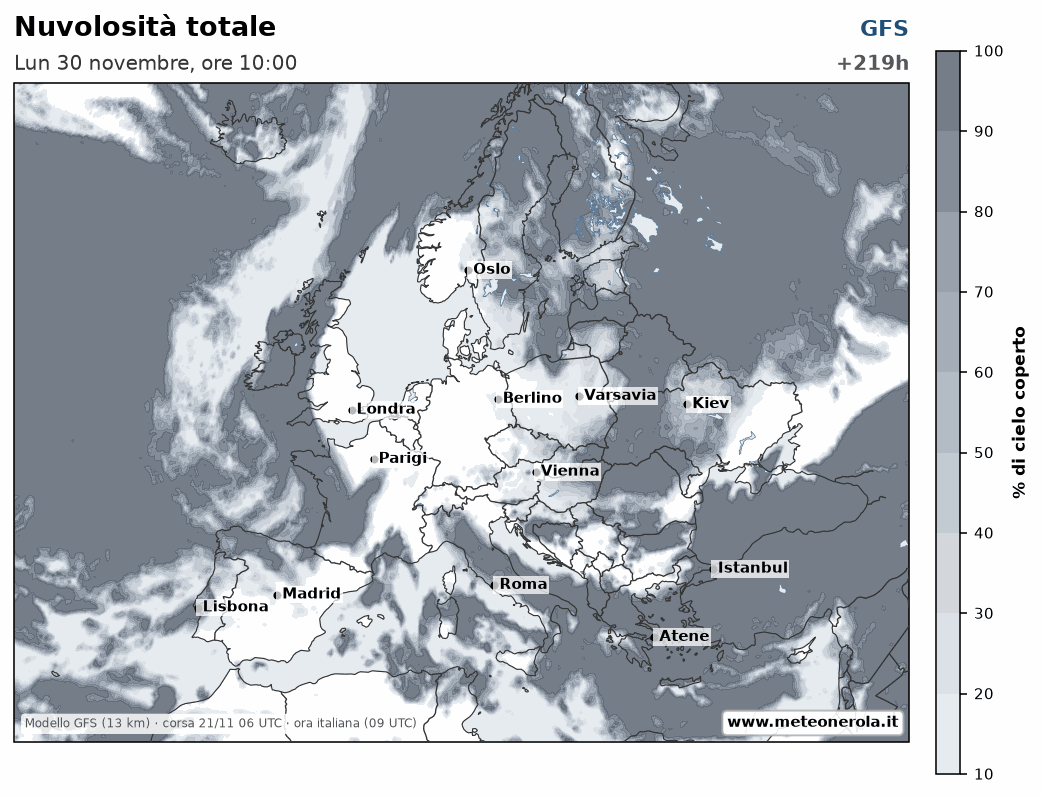 Nuvolosità totale
GFS
Lun 30 novembre, ore 10:00
+219h
100
90
80
70
60
50
40
30
20
10
% di cielo coperto
Oslo
Berlino
Varsavia
Kiev
Londra
Parigi
Vienna
Istanbul
Roma
Madrid
Lisbona
Atene
Modello GFS (13 km) · corsa 21/11 06 UTC · ora italiana (09 UTC)
www.meteonerola.it